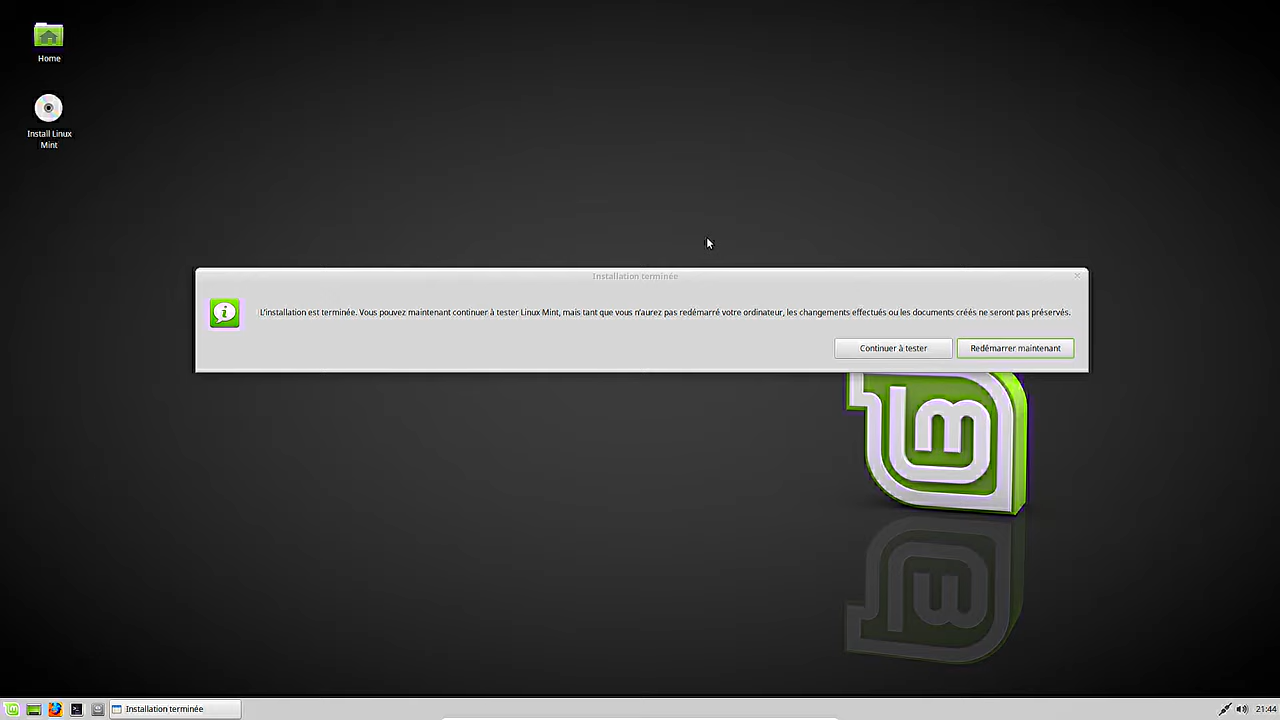 Home
Install Linux
Mint
Installation terminée
L'installation est terminée. Vous pouvez maintenant continuer à tester Linux Mint, mais tant que vous n'aurez pas redémarré votre ordinateur, les changements effectués ou les documents créés ne seront pas préservés.
Continuer à tester
Redémarrer maintenant
Installation terminée
21:44